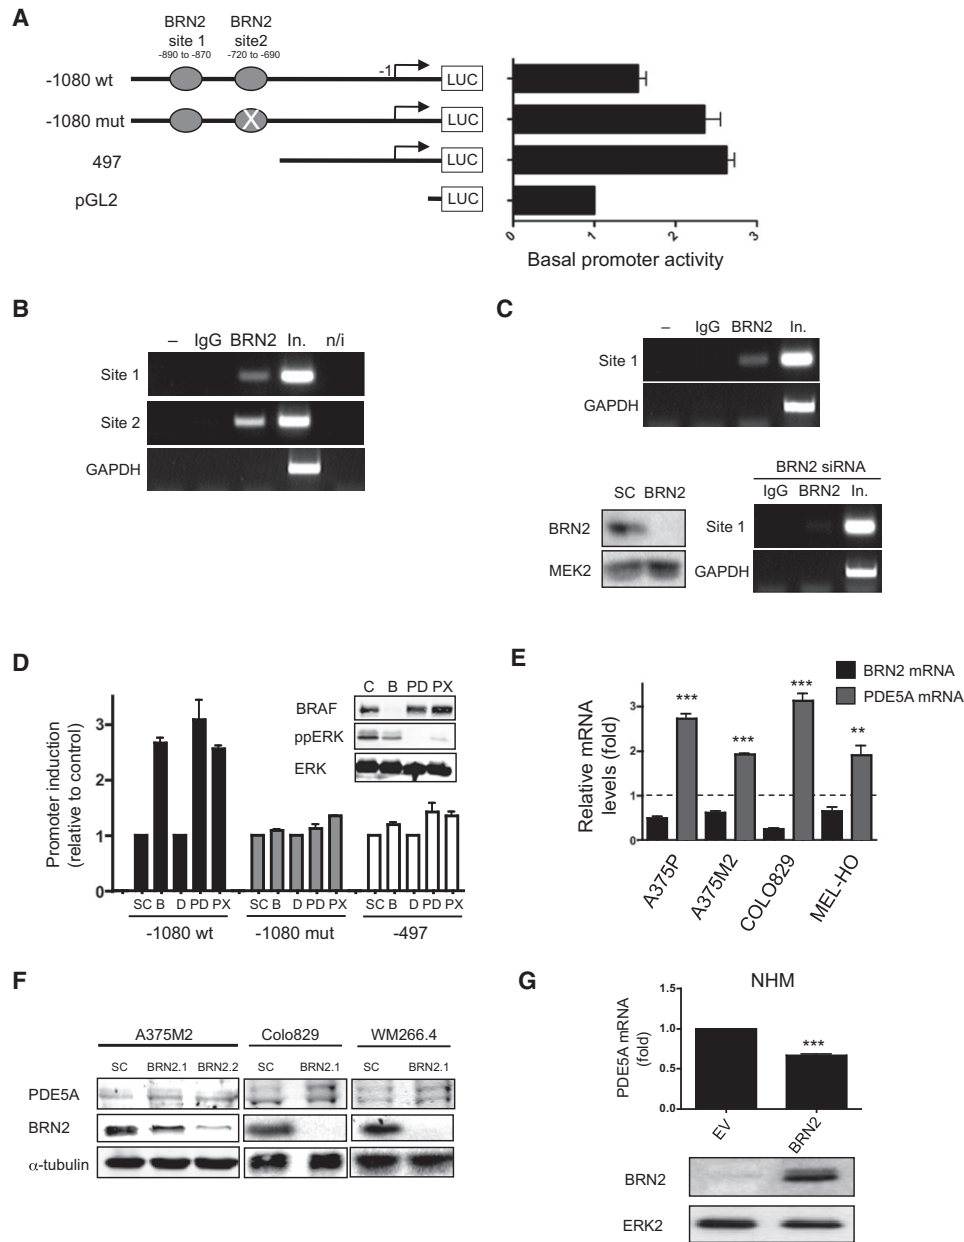 A
BRN2 site 1
-890 to -870
BRN2 site2
-720 to -690
-1080 wt
-1
LUC
-1080 mut
X
LUC
497
LUC
pGL2
LUC
0 1 2 3
Basal promoter activity
B
– IgG BRN2 In. n/i
Site 1
Site 2
GAPDH
C
– IgG BRN2 In.
Site 1
GAPDH
SC BRN2
BRN2
MEK2
BRN2 siRNA
IgG BRN2 In.
Site 1
GAPDH
D
Promoter induction
(relative to control)
3
2
1
0
C B PD PX
BRAF
ppERK
ERK
SC B D PD PX
SC B D PD PX
SC B D PD PX
-1080 wt
-1080 mut
-497
E
BRN2 mRNA
PDE5A mRNA
Relative mRNA
levels (fold)
3
2
1
0
***
***
***
**
A375P
A375M2
COLO829
MEL-HO
F
A375M2
Colo829
WM266.4
SC BRN2.1 BRN2.2
SC BRN2.1
SC BRN2.1
PDE5A
BRN2
α-tubulin
G
NHM
PDE5A mRNA
(fold)
1.5
1.0
0.5
0.0
***
EV
BRN2
BRN2
ERK2